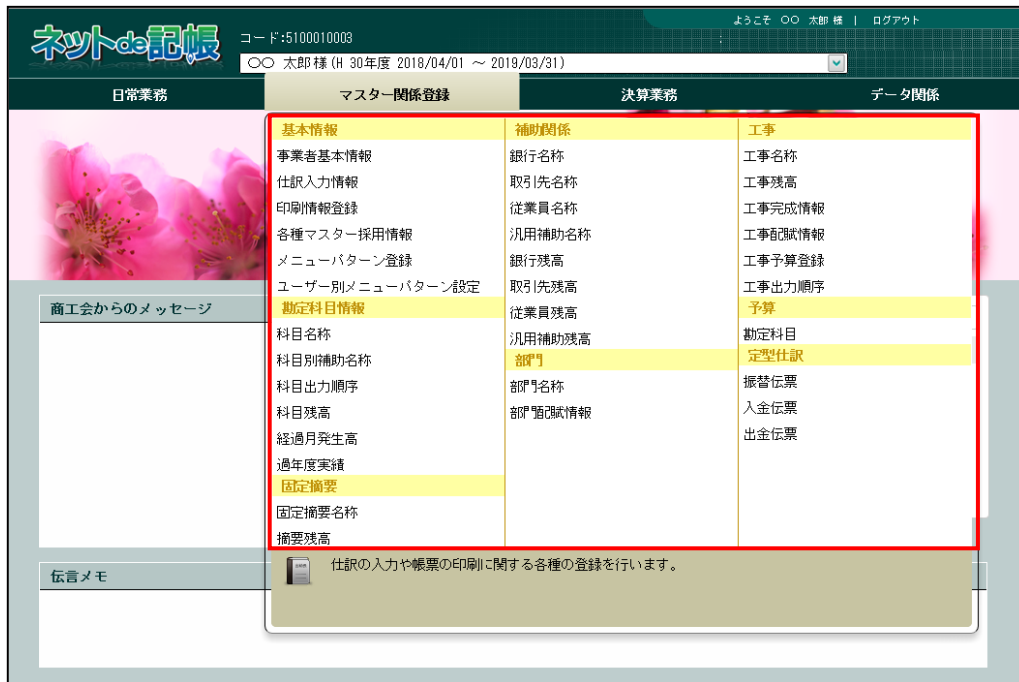 ようこそ 〇〇 太郎 様 | ログアウト
ネットde記帳
コード:5100010003
〇〇 太郎 様 (H 30年度 2018/04/01 ～ 2019/03/31)
日常業務 マスター関係登録 決算業務 データ関係
基本情報
事業者基本情報
仕訳入力情報
印刷情報登録
各種マスター採用情報
メニューパターン登録
ユーザー別メニューパターン設定
勘定科目情報
科目名称
科目別補助名称
科目出力順序
科目残高
経過月発生高
過年度実績
固定摘要
固定摘要名称
摘要残高
補助関係
銀行名称
取引先名称
従業員名称
汎用補助名称
銀行残高
取引先残高
従業員残高
汎用補助残高
部門
部門名称
部門配賦情報
工事
工事名称
工事残高
工事完成情報
工事配賦情報
工事予算登録
工事出力順序
予算
勘定科目
定型仕訳
振替伝票
入金伝票
出金伝票
仕訳の入力や帳票の印刷に関する各種の登録を行います。
商工会からのメッセージ
伝言メモ